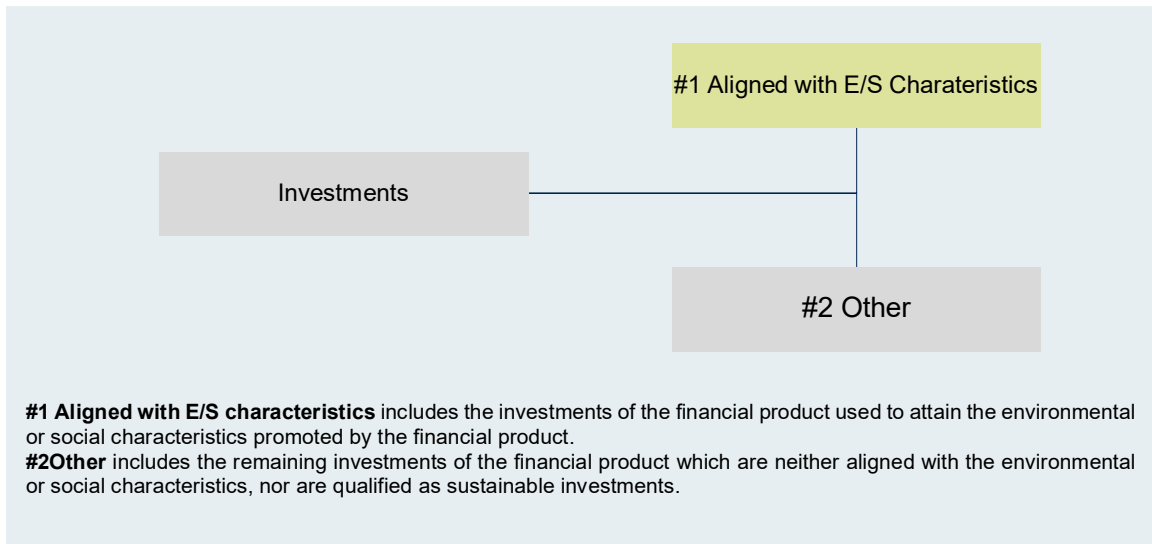 #1 Aligned with E/S Charateristics
Investments
#2 Other
#1 Aligned with E/S characteristics includes the investments of the financial product used to attain the environmental
or social characteristics promoted by the financial product.
#2Other includes the remaining investments of the financial product which are neither aligned with the environmental
or social characteristics, nor are qualified as sustainable investments.